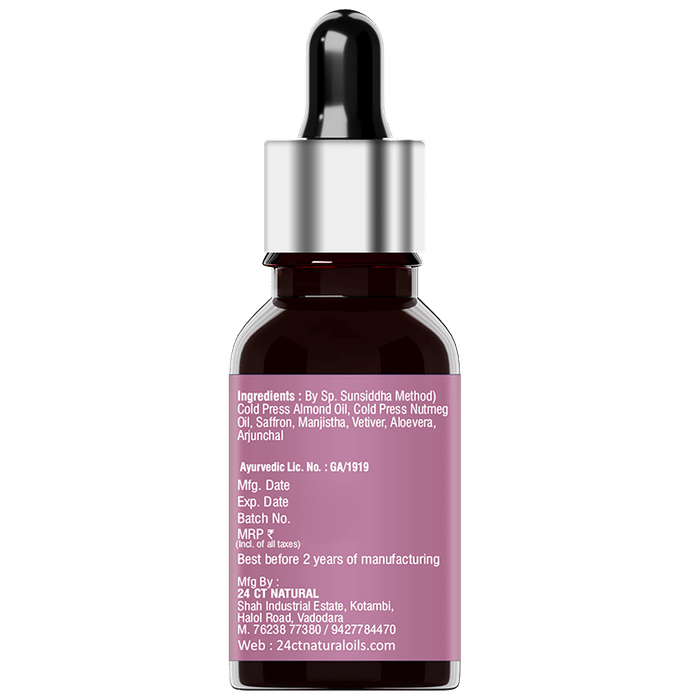 Ingredients : By Sp. Sunsiddha Method)
Cold Press Almond Oil, Cold Press Nutmeg
Oil, Saffron, Manjistha, Vetiver, Aloevera,
Arjunchal
Ayurvedic Lic. No. : GA/1919
Mfg. Date
Exp. Date
Batch No.
MRP ₹
(Incl. of all taxes)
Best before 2 years of manufacturing
Mfg By :
24 CT NATURAL
Shah Industrial Estate, Kotambi,
Halol Road, Vadodara
M. 76238 77380 / 9427784470
Web : 24ctnaturaloils.com